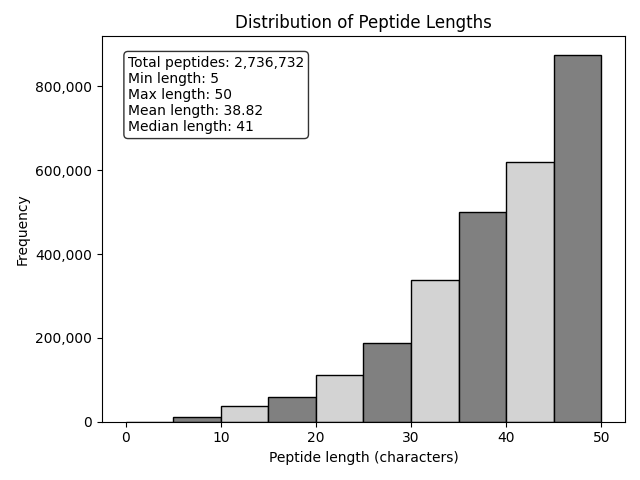 Distribution of Peptide Lengths
Total peptides: 2,736,732
Min length: 5
Max length: 50
Mean length: 38.82
Median length: 41
Frequency
800,000
600,000
400,000
200,000
0
0 10 20 30 40 50
Peptide length (characters)